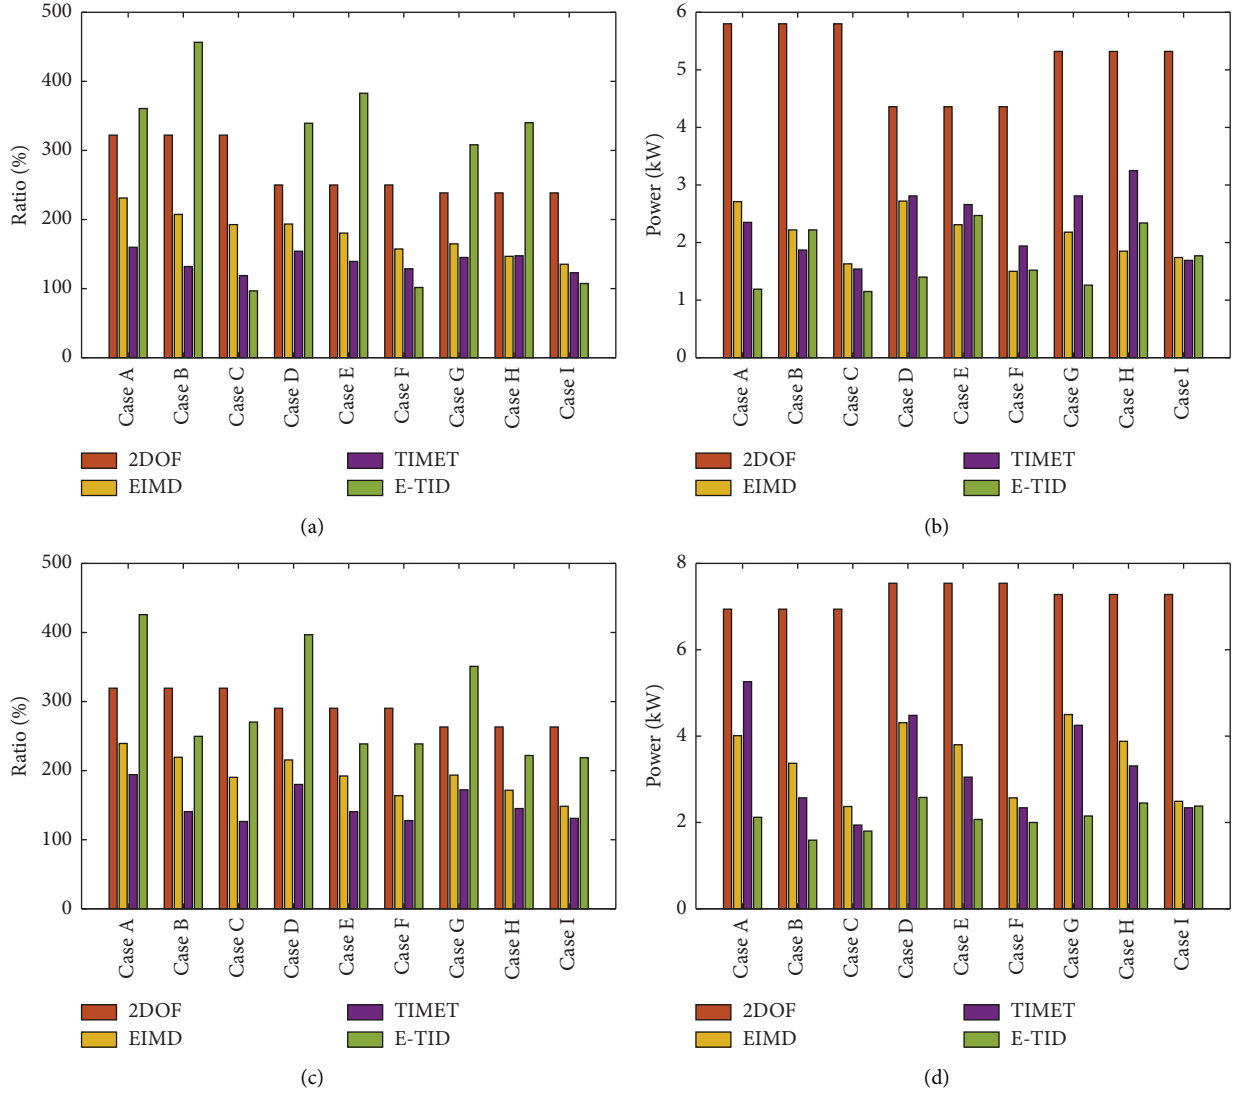 500
400
300
200
100
0
Ratio (%)
Case A
Case B
Case C
Case D
Case E
Case F
Case G
Case H
Case I
2DOF
EIMD
TIMET
E-TID
(a)
6
5
4
3
2
1
0
Power (kW)
Case A
Case B
Case C
Case D
Case E
Case F
Case G
Case H
Case I
2DOF
EIMD
TIMET
E-TID
(b)
500
400
300
200
100
0
Ratio (%)
Case A
Case B
Case C
Case D
Case E
Case F
Case G
Case H
Case I
2DOF
EIMD
TIMET
E-TID
(c)
8
6
4
2
0
Power (kW)
Case A
Case B
Case C
Case D
Case E
Case F
Case G
Case H
Case I
2DOF
EIMD
TIMET
E-TID
(d)